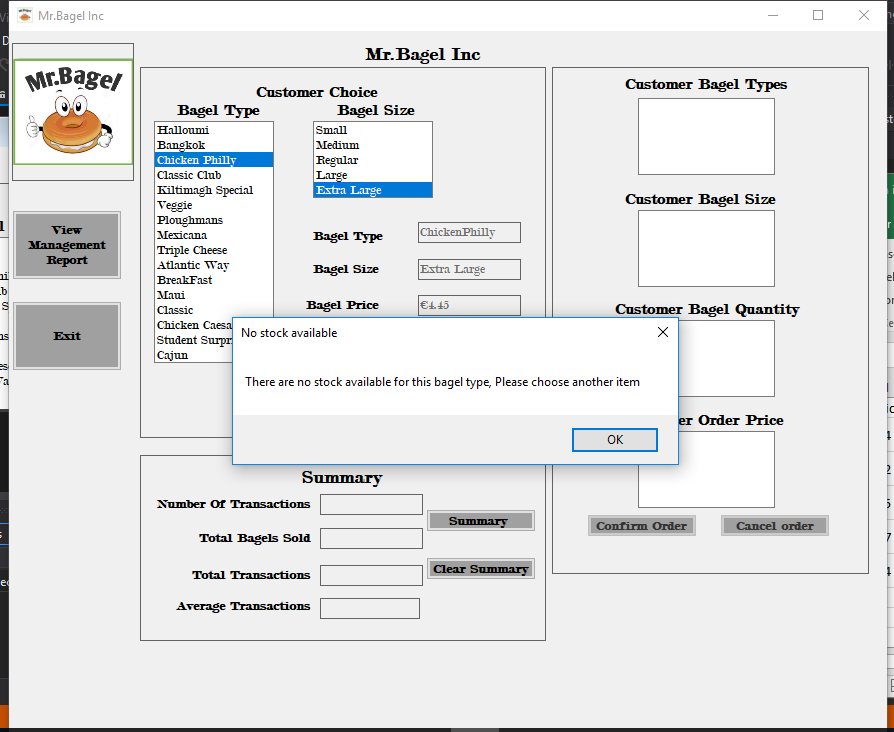 Mr.Bagel Inc
Mr.Bagel Inc
Mr.Bagel
View
Management
Report
Exit
Customer Choice
Bagel Type
Halloumi
Bangkok
Chicken Philly
Classic Club
Kiltimagh Special
Veggie
Ploughmans
Mexicana
Triple Cheese
Atlantic Way
BreakFast
Maui
Classic
Chicken Caesa
Student Surpr
Cajun
Bagel Size
Small
Medium
Regular
Large
Extra Large
Bagel Type
ChickenPhilly
Bagel Size
Extra Large
Bagel Price
€4.45
No stock available
There are no stock available for this bagel type, Please choose another item
OK
Summary
Number Of Transactions
Total Bagels Sold
Total Transactions
Average Transactions
Summary
Clear Summary
Customer Bagel Types
Customer Bagel Size
Customer Bagel Quantity
er Order Price
Confirm Order
Cancel order